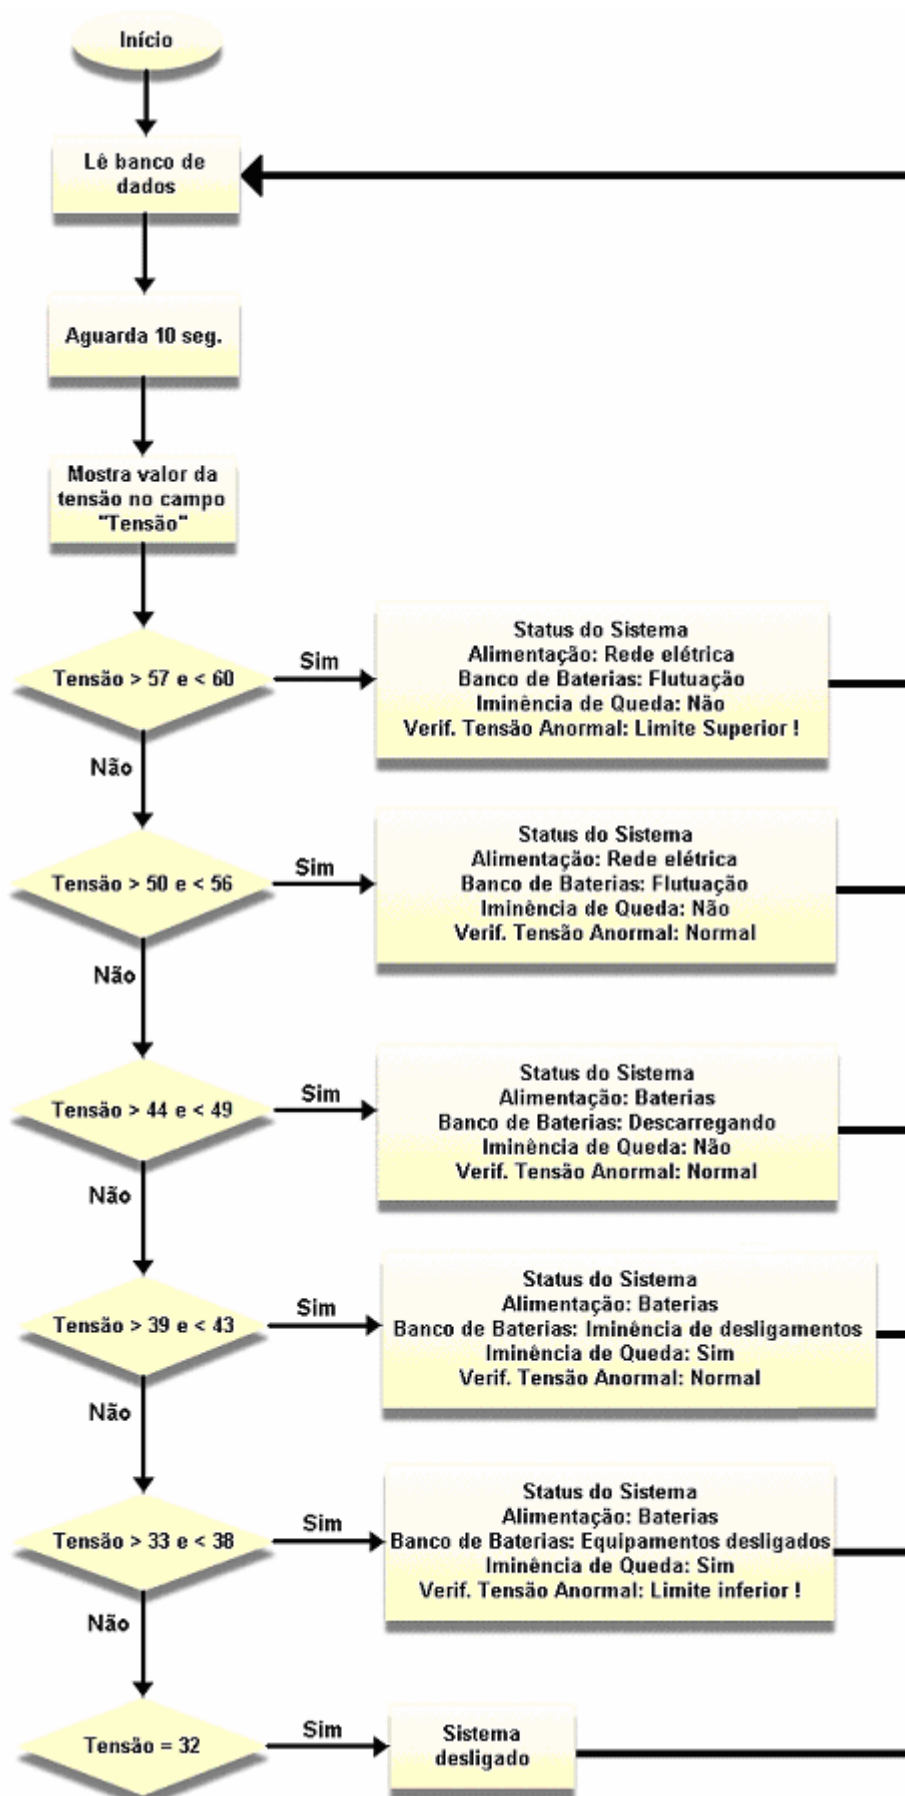 Início
Lê banco de
dados
Aguarda 10 seg.
Mostra valor da
tensão no campo
"Tensão"
Tensão > 57 e < 60
Sim
Status do Sistema
Alimentação: Rede elétrica
Banco de Baterias: Flutuação
Iminência de Queda: Não
Verif. Tensão Anormal: Limite Superior !
Não
Tensão > 50 e < 56
Sim
Status do Sistema
Alimentação: Rede elétrica
Banco de Baterias: Flutuação
Iminência de Queda: Não
Verif. Tensão Anormal: Normal
Não
Tensão > 44 e < 49
Sim
Status do Sistema
Alimentação: Baterias
Banco de Baterias: Descarregando
Iminência de Queda: Não
Verif. Tensão Anormal: Normal
Não
Tensão > 39 e < 43
Sim
Status do Sistema
Alimentação: Baterias
Banco de Baterias: Iminência de desligamentos
Iminência de Queda: Sim
Verif. Tensão Anormal: Normal
Não
Tensão > 33 e < 38
Sim
Status do Sistema
Alimentação: Baterias
Banco de Baterias: Equipamentos desligados
Iminência de Queda: Sim
Verif. Tensão Anormal: Limite inferior !
Não
Tensão = 32
Sim
Sistema
desligado